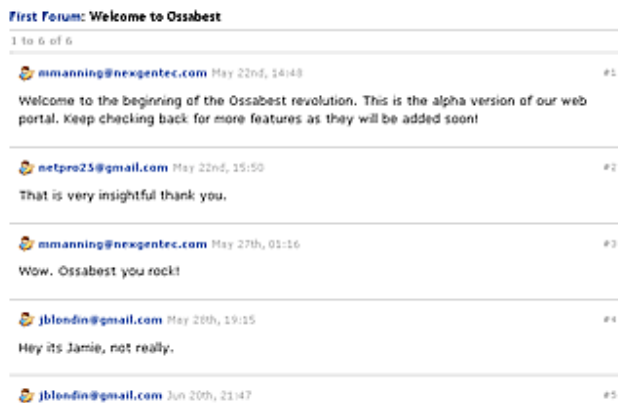 First Forum: Welcome to Ossabest
1 to 6 of 6
mmanning@nexgentec.com May 22nd, 14:48 #1
Welcome to the beginning of the Ossabest revolution. This is the alpha version of our web
portal. Keep checking back for more features as they will be added soon!
netpro25@gmail.com May 22nd, 15:50 #2
That is very insightful thank you.
mmanning@nexgentec.com May 27th, 01:16 #3
Wow. Ossabest you rock!
jblondin@gmail.com May 28th, 19:15 #4
Hey its Jamie, not really.
jblondin@gmail.com Jun 20th, 21:47 #5